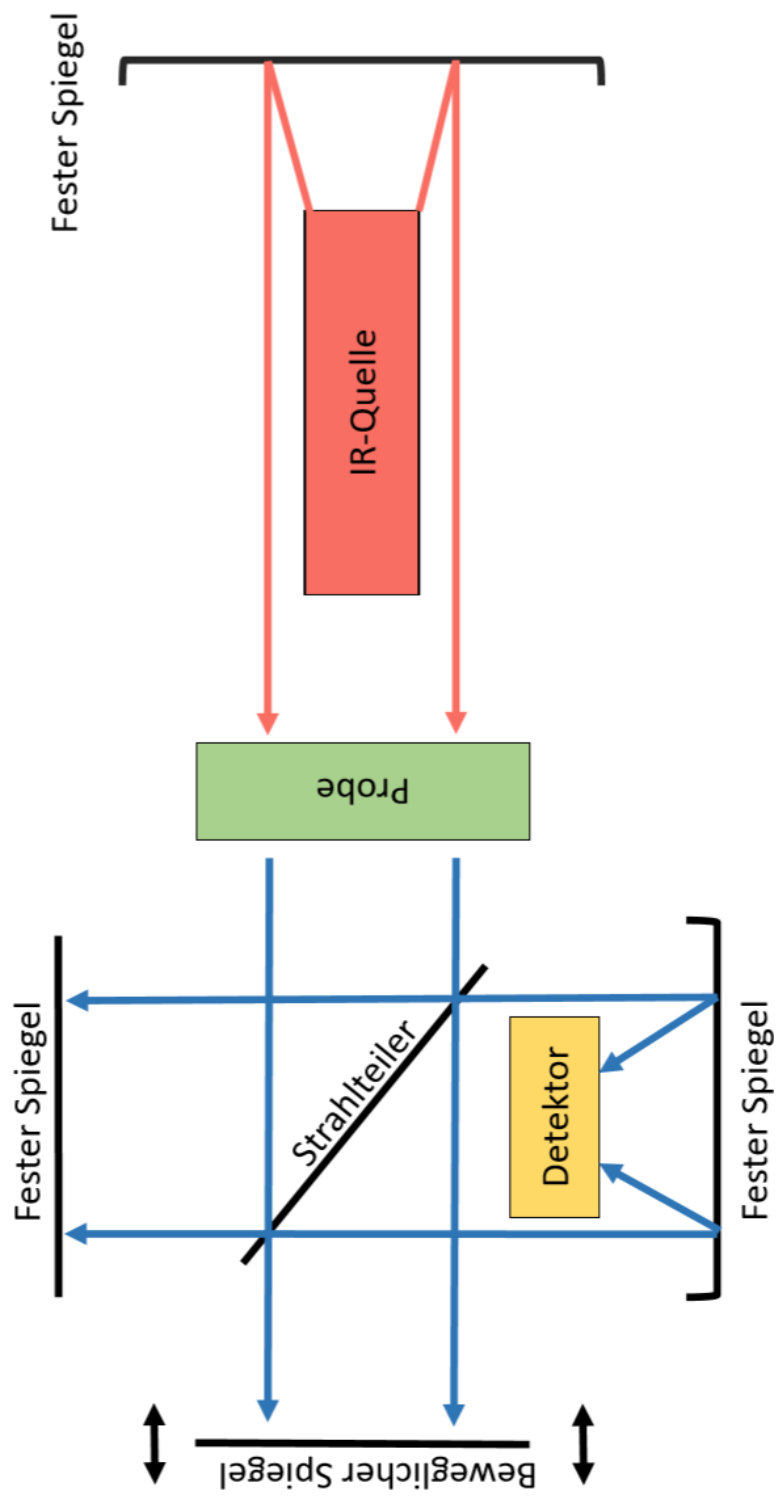 Fester Spiegel
IR-Quelle
Probe
Fester Spiegel
Strahlteiler
Detektor
Fester Spiegel
Beweglicher Spiegel